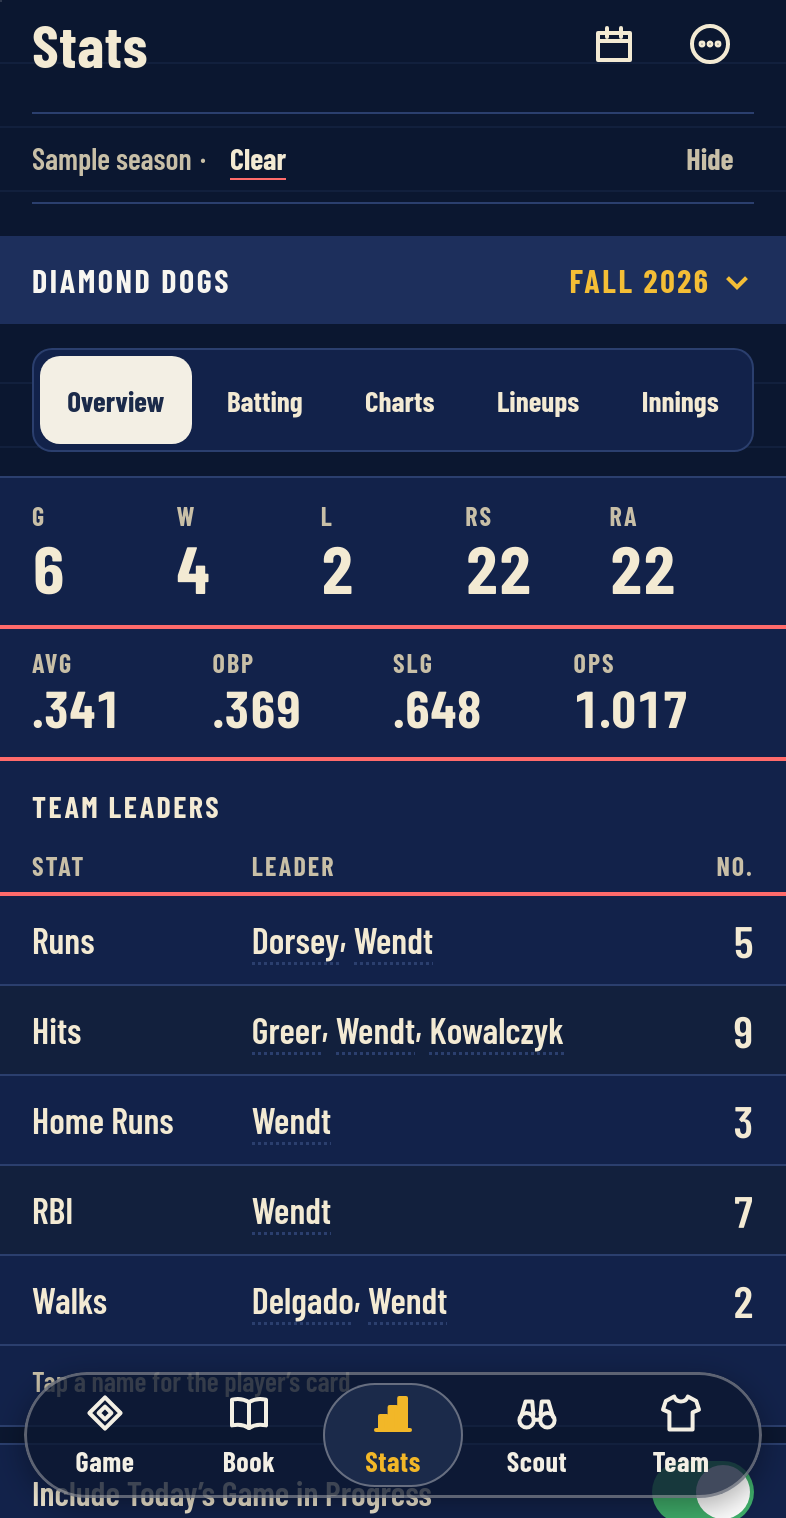 Stats
Sample season · Clear Hide
DIAMOND DOGS FALL 2026
Overview Batting Charts Lineups Innings
G W L RS RA
6 4 2 22 22
AVG OBP SLG OPS
.341 .369 .648 1.017
TEAM LEADERS
STAT LEADER NO.
Runs Dorsey, Wendt 5
Hits Greer, Wendt, Kowalczyk 9
Home Runs Wendt 3
RBI Wendt 7
Walks Delgado, Wendt 2
Tap a name for the player's card
Game Book Stats Scout Team
Include Today's Game in Progress